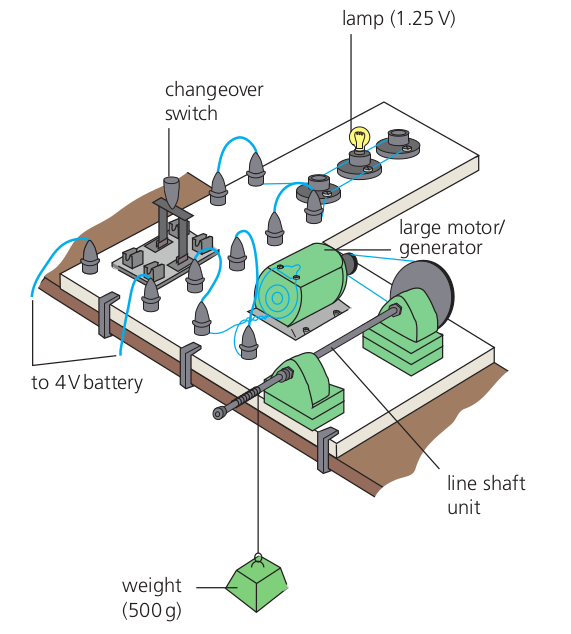 lamp (1.25 V)
changeover
switch
large motor/
generator
to 4 V battery
line shaft
unit
weight
(500 g)